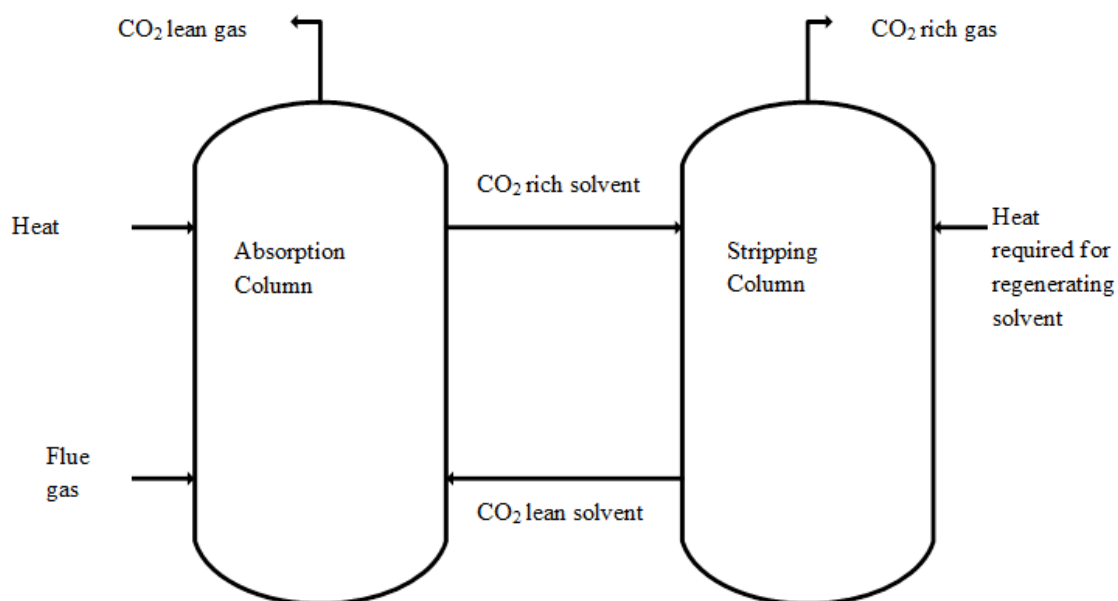 CO₂ lean gas
CO₂ rich gas
CO₂ rich solvent
Heat
Absorption
Column
Stripping
Column
Heat
required for
regenerating
solvent
Flue
gas
CO₂ lean solvent